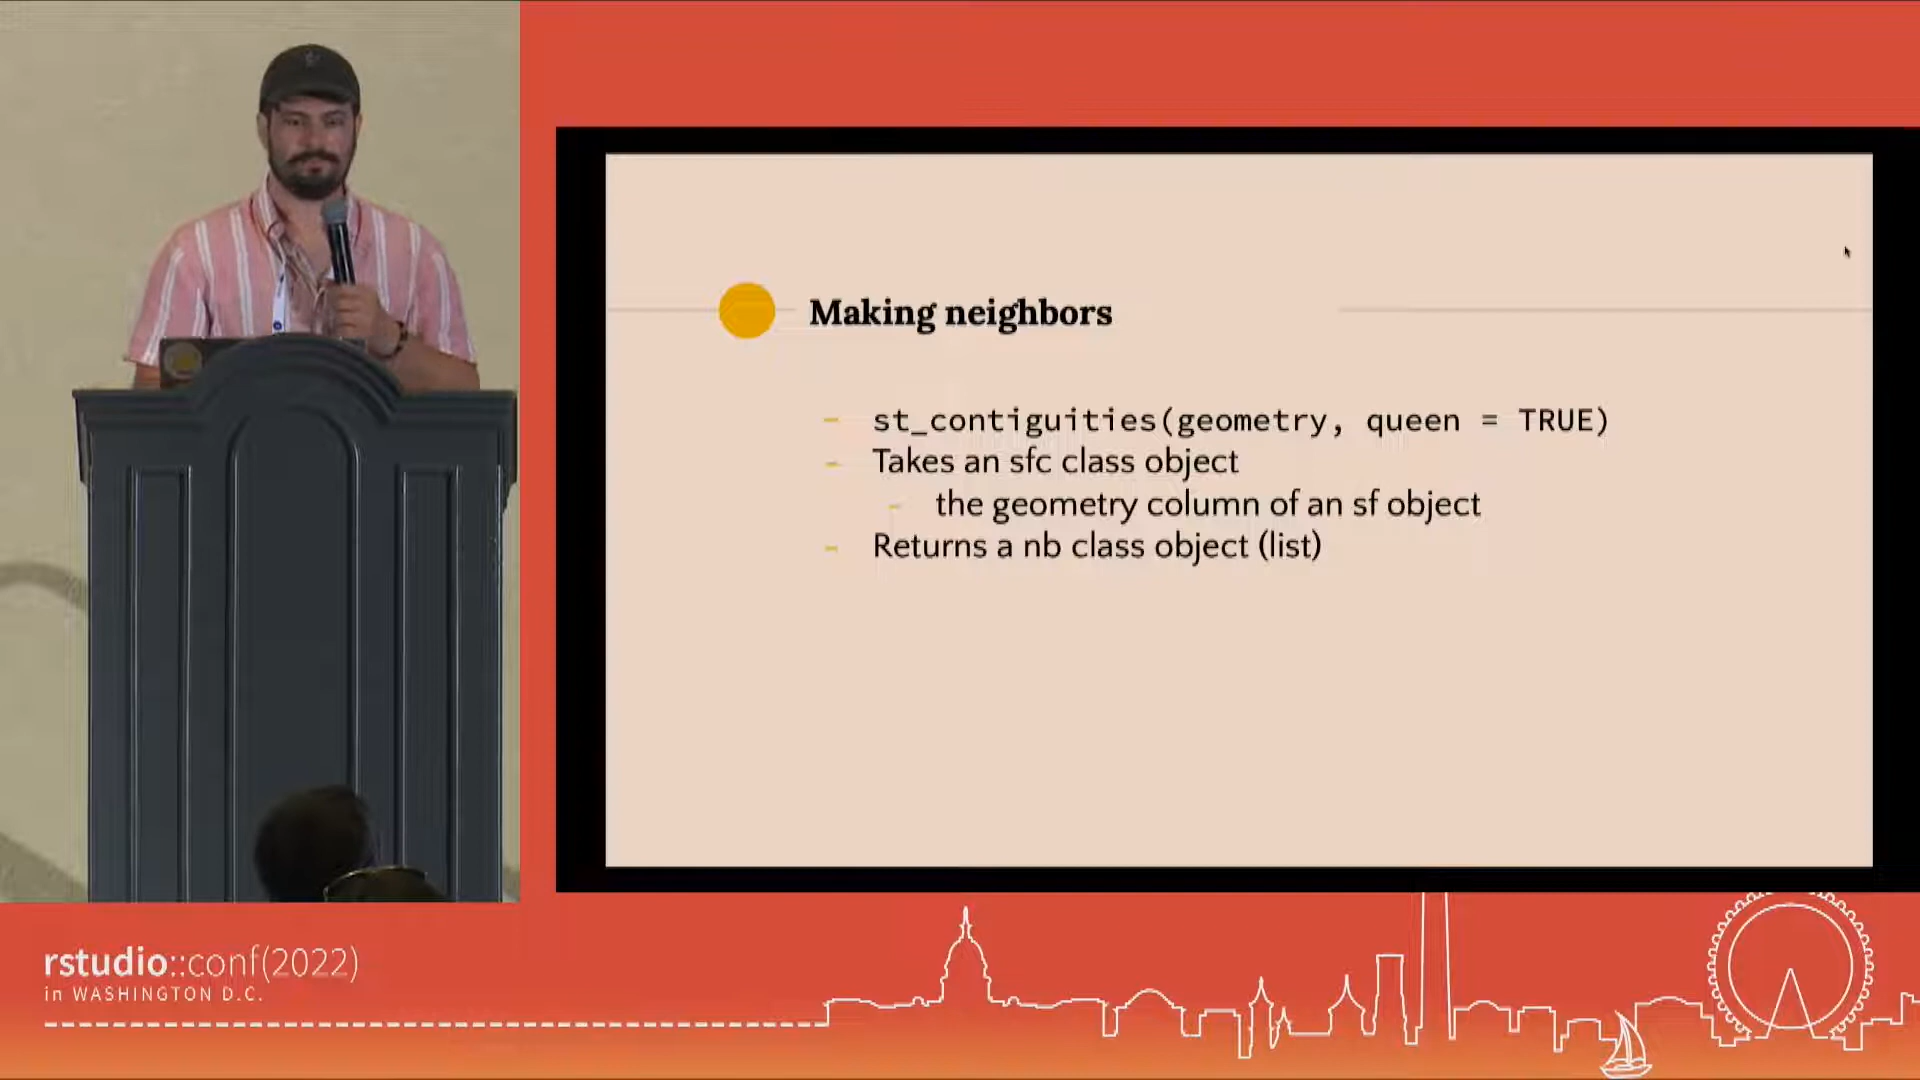 Making neighbors
- st_contiguities(geometry, queen = TRUE)
- Takes an sfc class object
- the geometry column of an sf object
- Returns a nb class object (list)
rstudio::conf(2022)
in WASHINGTON D.C.